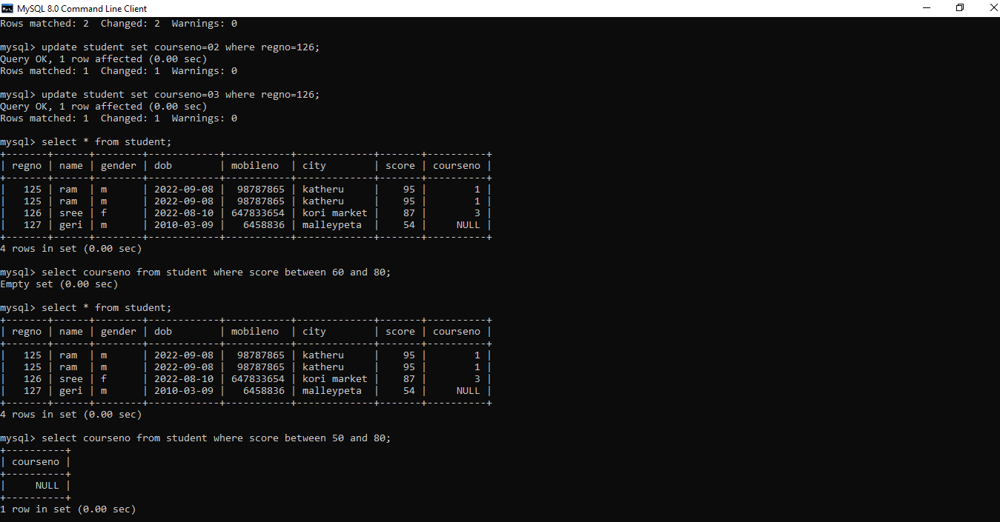 MySQL 8.0 Command Line Client
Rows matched: 2  Changed: 2  Warnings: 0
mysql> update student set courseno=02 where regno=126;
Query OK, 1 row affected (0.00 sec)
Rows matched: 1  Changed: 1  Warnings: 0
mysql> update student set courseno=03 where regno=126;
Query OK, 1 row affected (0.00 sec)
Rows matched: 1  Changed: 1  Warnings: 0
mysql> select * from student;
+-------+------+--------+------------+-----------+-------------+-------+----------+
| regno | name | gender | dob        | mobileno  | city        | score | courseno |
+-------+------+--------+------------+-----------+-------------+-------+----------+
|   125 | ram  | m      | 2022-09-08 |  98787865 | katheru     |    95 |        1 |
|   125 | ram  | m      | 2022-09-08 |  98787865 | katheru     |    95 |        1 |
|   126 | sree | f      | 2022-08-10 | 647833654 | kori market |    87 |        3 |
|   127 | geri | m      | 2010-03-09 |   6458836 | malleypeta  |    54 |     NULL |
+-------+------+--------+------------+-----------+-------------+-------+----------+
4 rows in set (0.00 sec)
mysql> select courseno from student where score between 60 and 80;
Empty set (0.00 sec)
mysql> select * from student;
+-------+------+--------+------------+-----------+-------------+-------+----------+
| regno | name | gender | dob        | mobileno  | city        | score | courseno |
+-------+------+--------+------------+-----------+-------------+-------+----------+
|   125 | ram  | m      | 2022-09-08 |  98787865 | katheru     |    95 |        1 |
|   125 | ram  | m      | 2022-09-08 |  98787865 | katheru     |    95 |        1 |
|   126 | sree | f      | 2022-08-10 | 647833654 | kori market |    87 |        3 |
|   127 | geri | m      | 2010-03-09 |   6458836 | malleypeta  |    54 |     NULL |
+-------+------+--------+------------+-----------+-------------+-------+----------+
4 rows in set (0.00 sec)
mysql> select courseno from student where score between 50 and 80;
+----------+
| courseno |
+----------+
|     NULL |
+----------+
1 row in set (0.00 sec)